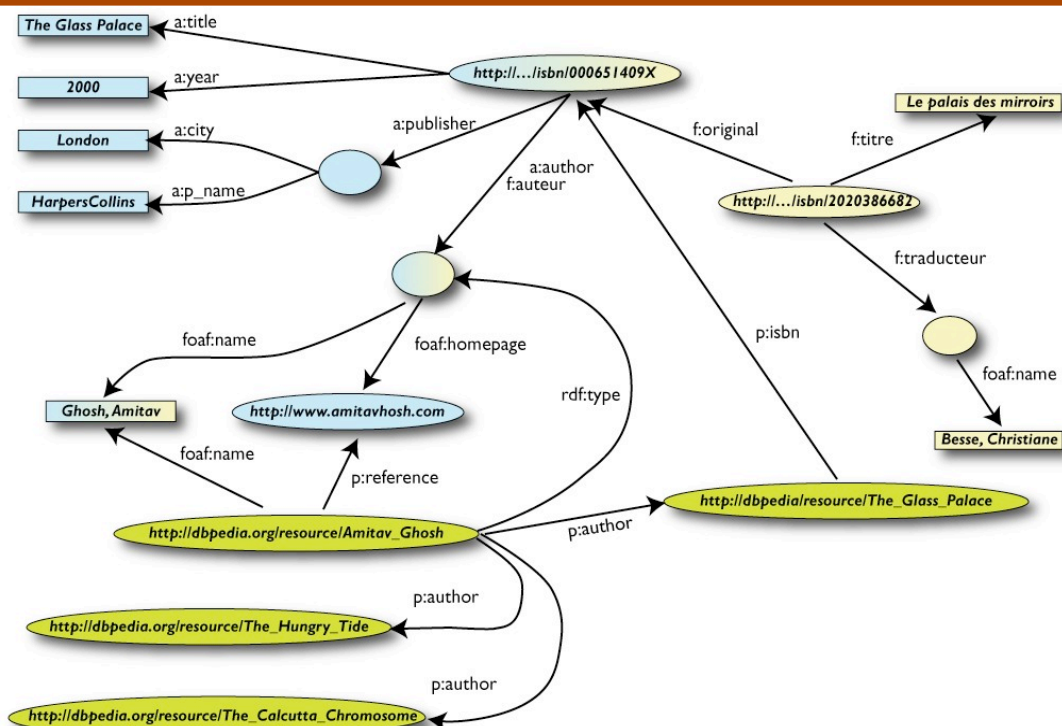 The Glass Palace
a:title
http://.../isbn/000651409X
2000
a:year
Le palais des mirroirs
London
a:city
a:publisher
f:original
f:titre
a:author
f:auteur
HarpersCollins
a:p_name
http://.../isbn/2020386682
f:traducteur
foaf:name
foaf:homepage
p:isbn
foaf:name
rdf:type
Ghosh, Amitav
http://www.amitavhosh.com
Besse, Christiane
foaf:name
p:reference
http://dbpedia/resource/The_Glass_Palace
http://dbpedia.org/resource/Amitav_Ghosh
p:author
p:author
http://dbpedia.org/resource/The_Hungry_Tide
p:author
http://dbpedia.org/resource/The_Calcutta_Chromosome